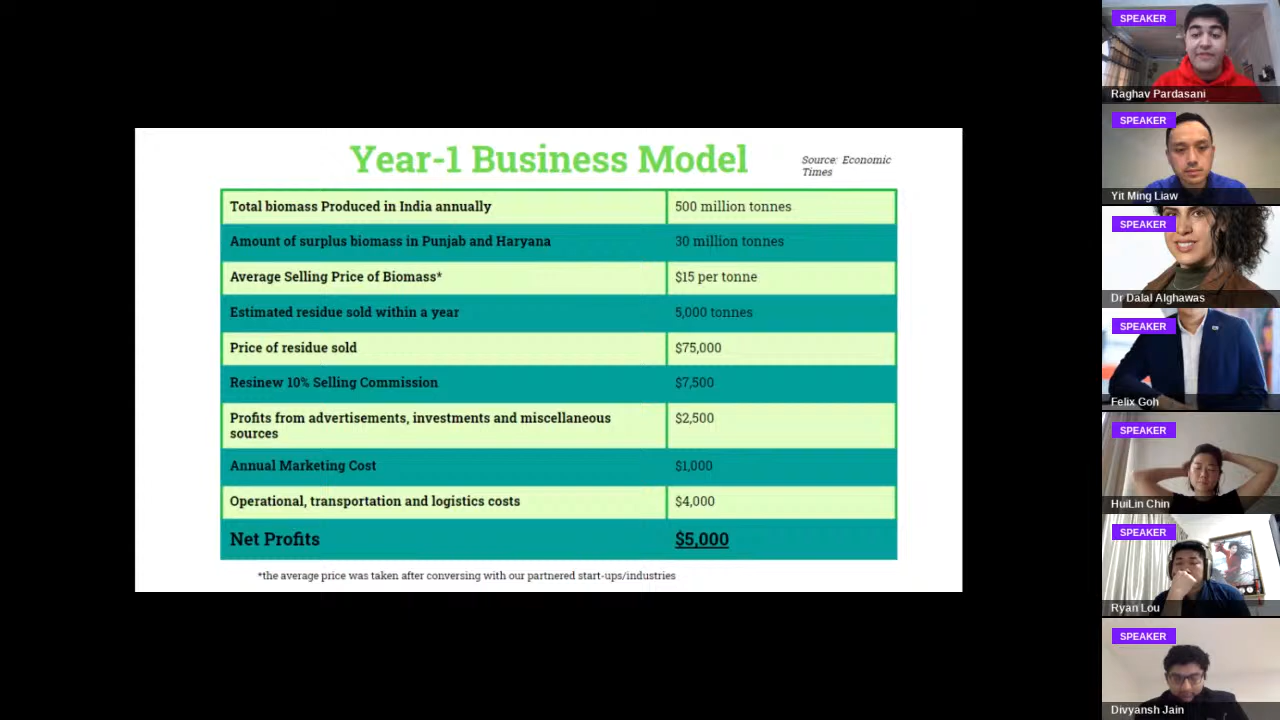 Year-1 Business Model
Source: Economic
Times
Total biomass Produced in India annually
500 million tonnes
Amount of surplus biomass in Punjab and Haryana
30 million tonnes
Average Selling Price of Biomass*
$15 per tonne
Estimated residue sold within a year
5,000 tonnes
Price of residue sold
$75,000
Resinew 10% Selling Commission
$7,500
Profits from advertisements, investments and miscellaneous
sources
$2,500
Annual Marketing Cost
$1,000
Operational, transportation and logistics costs
$4,000
Net Profits
$5,000
*the average price was taken after conversing with our partnered start-ups/industries
SPEAKER
Raghav Pardasani
SPEAKER
Yit Ming Liaw
SPEAKER
Dr Dalal Alghawas
SPEAKER
Felix Goh
SPEAKER
HuiLin Chin
SPEAKER
Ryan Lou
SPEAKER
Divyansh Jain